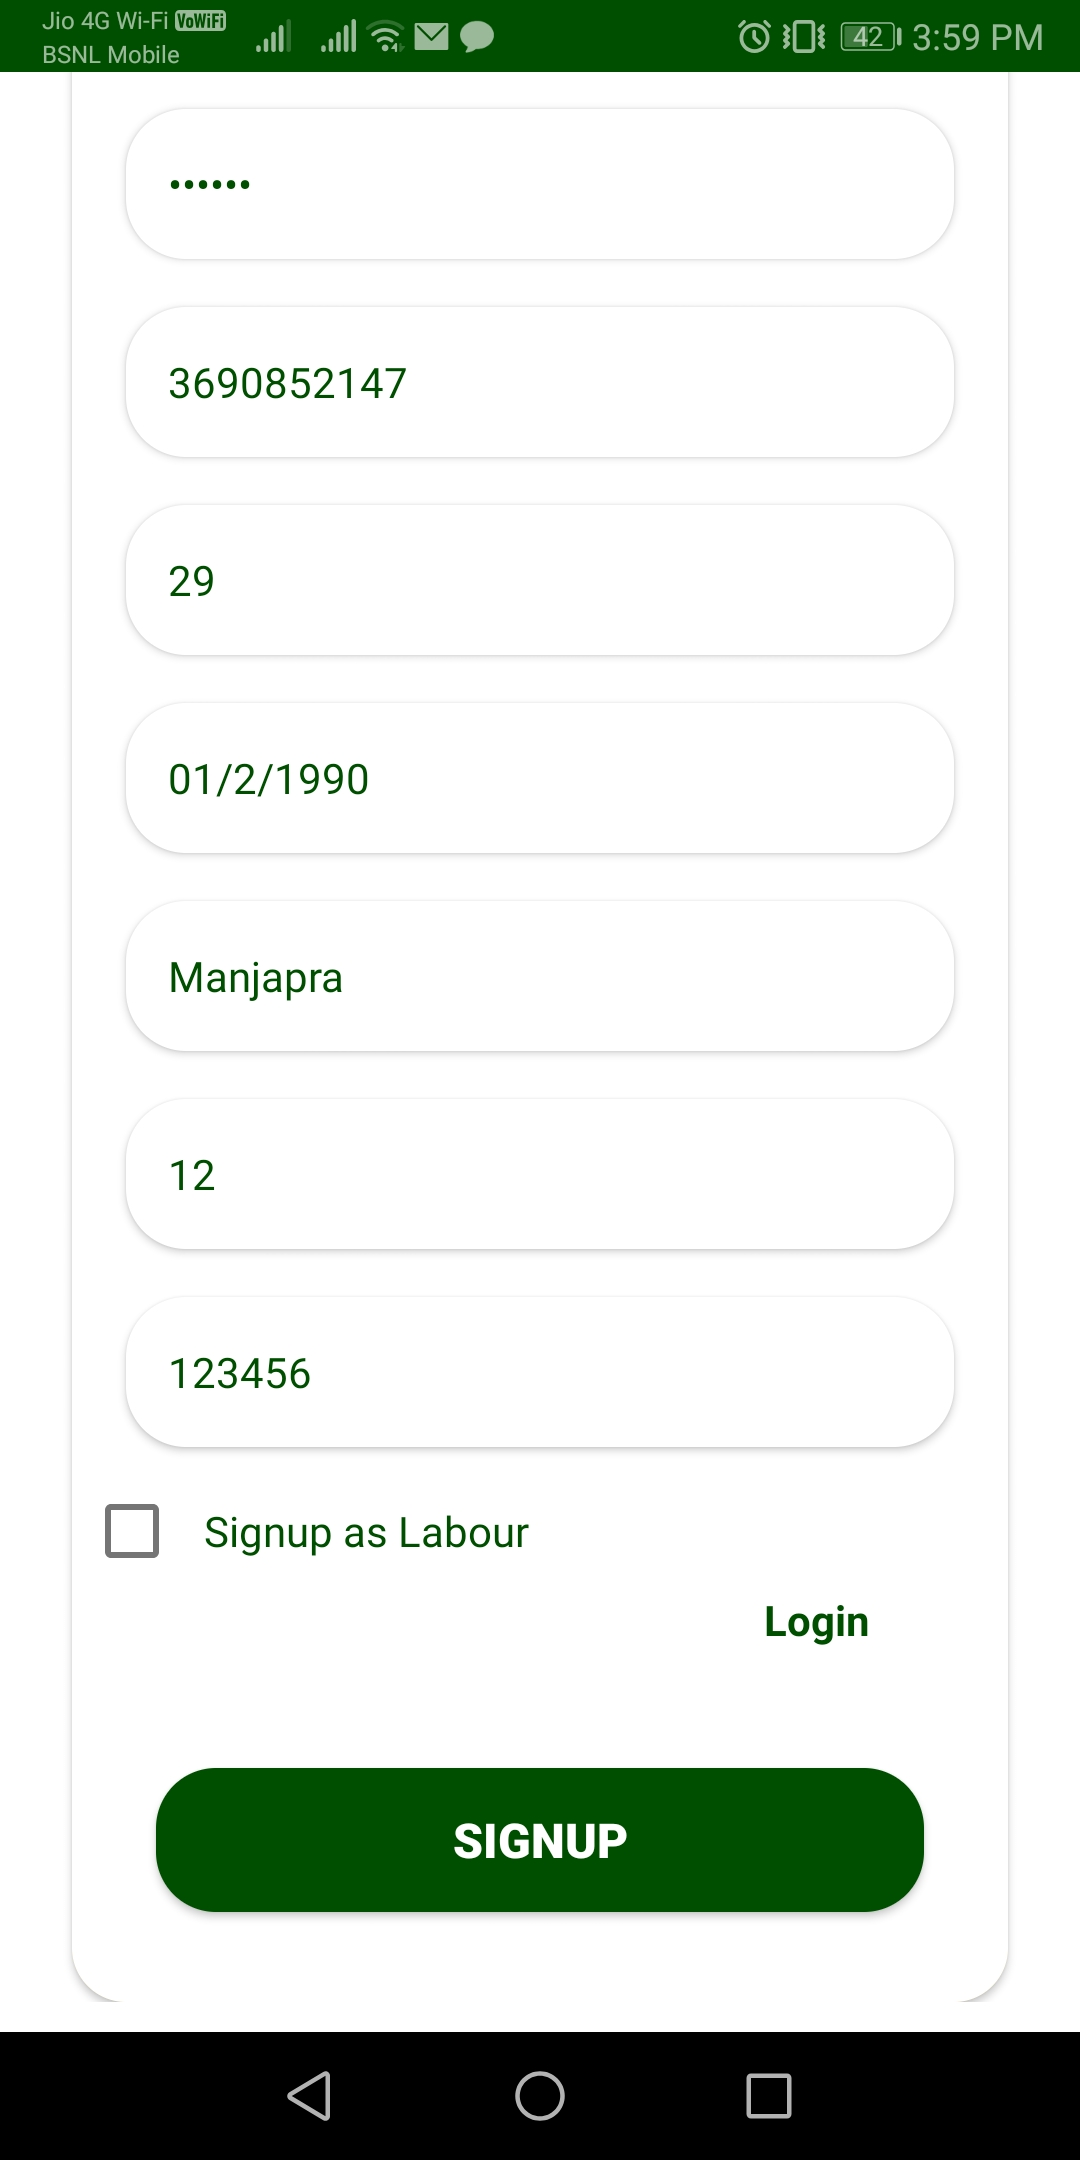 Jio 4G Wi-Fi VoWiFi
BSNL Mobile
42 3:59 PM
••••••
3690852147
29
01/2/1990
Manjapra
12
123456
Signup as Labour
Login
SIGNUP